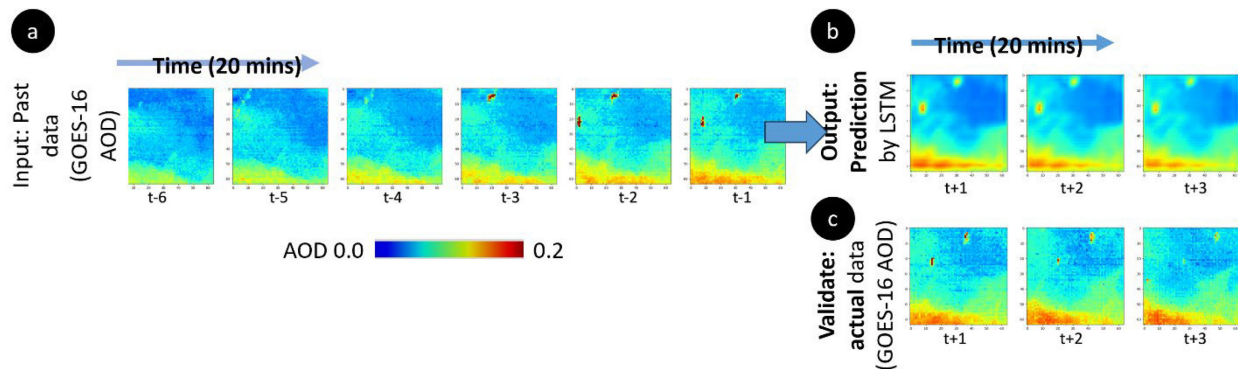 a
Time (20 mins)
Input: Past
data
(GOES-16
AOD)
t-6
t-5
t-4
t-3
t-2
t-1
AOD 0.0
0.2
b
Time (20 mins)
Output:
Prediction
by LSTM
t+1
t+2
t+3
c
Validate:
actual data
(GOES-16 AOD)
t+1
t+2
t+3